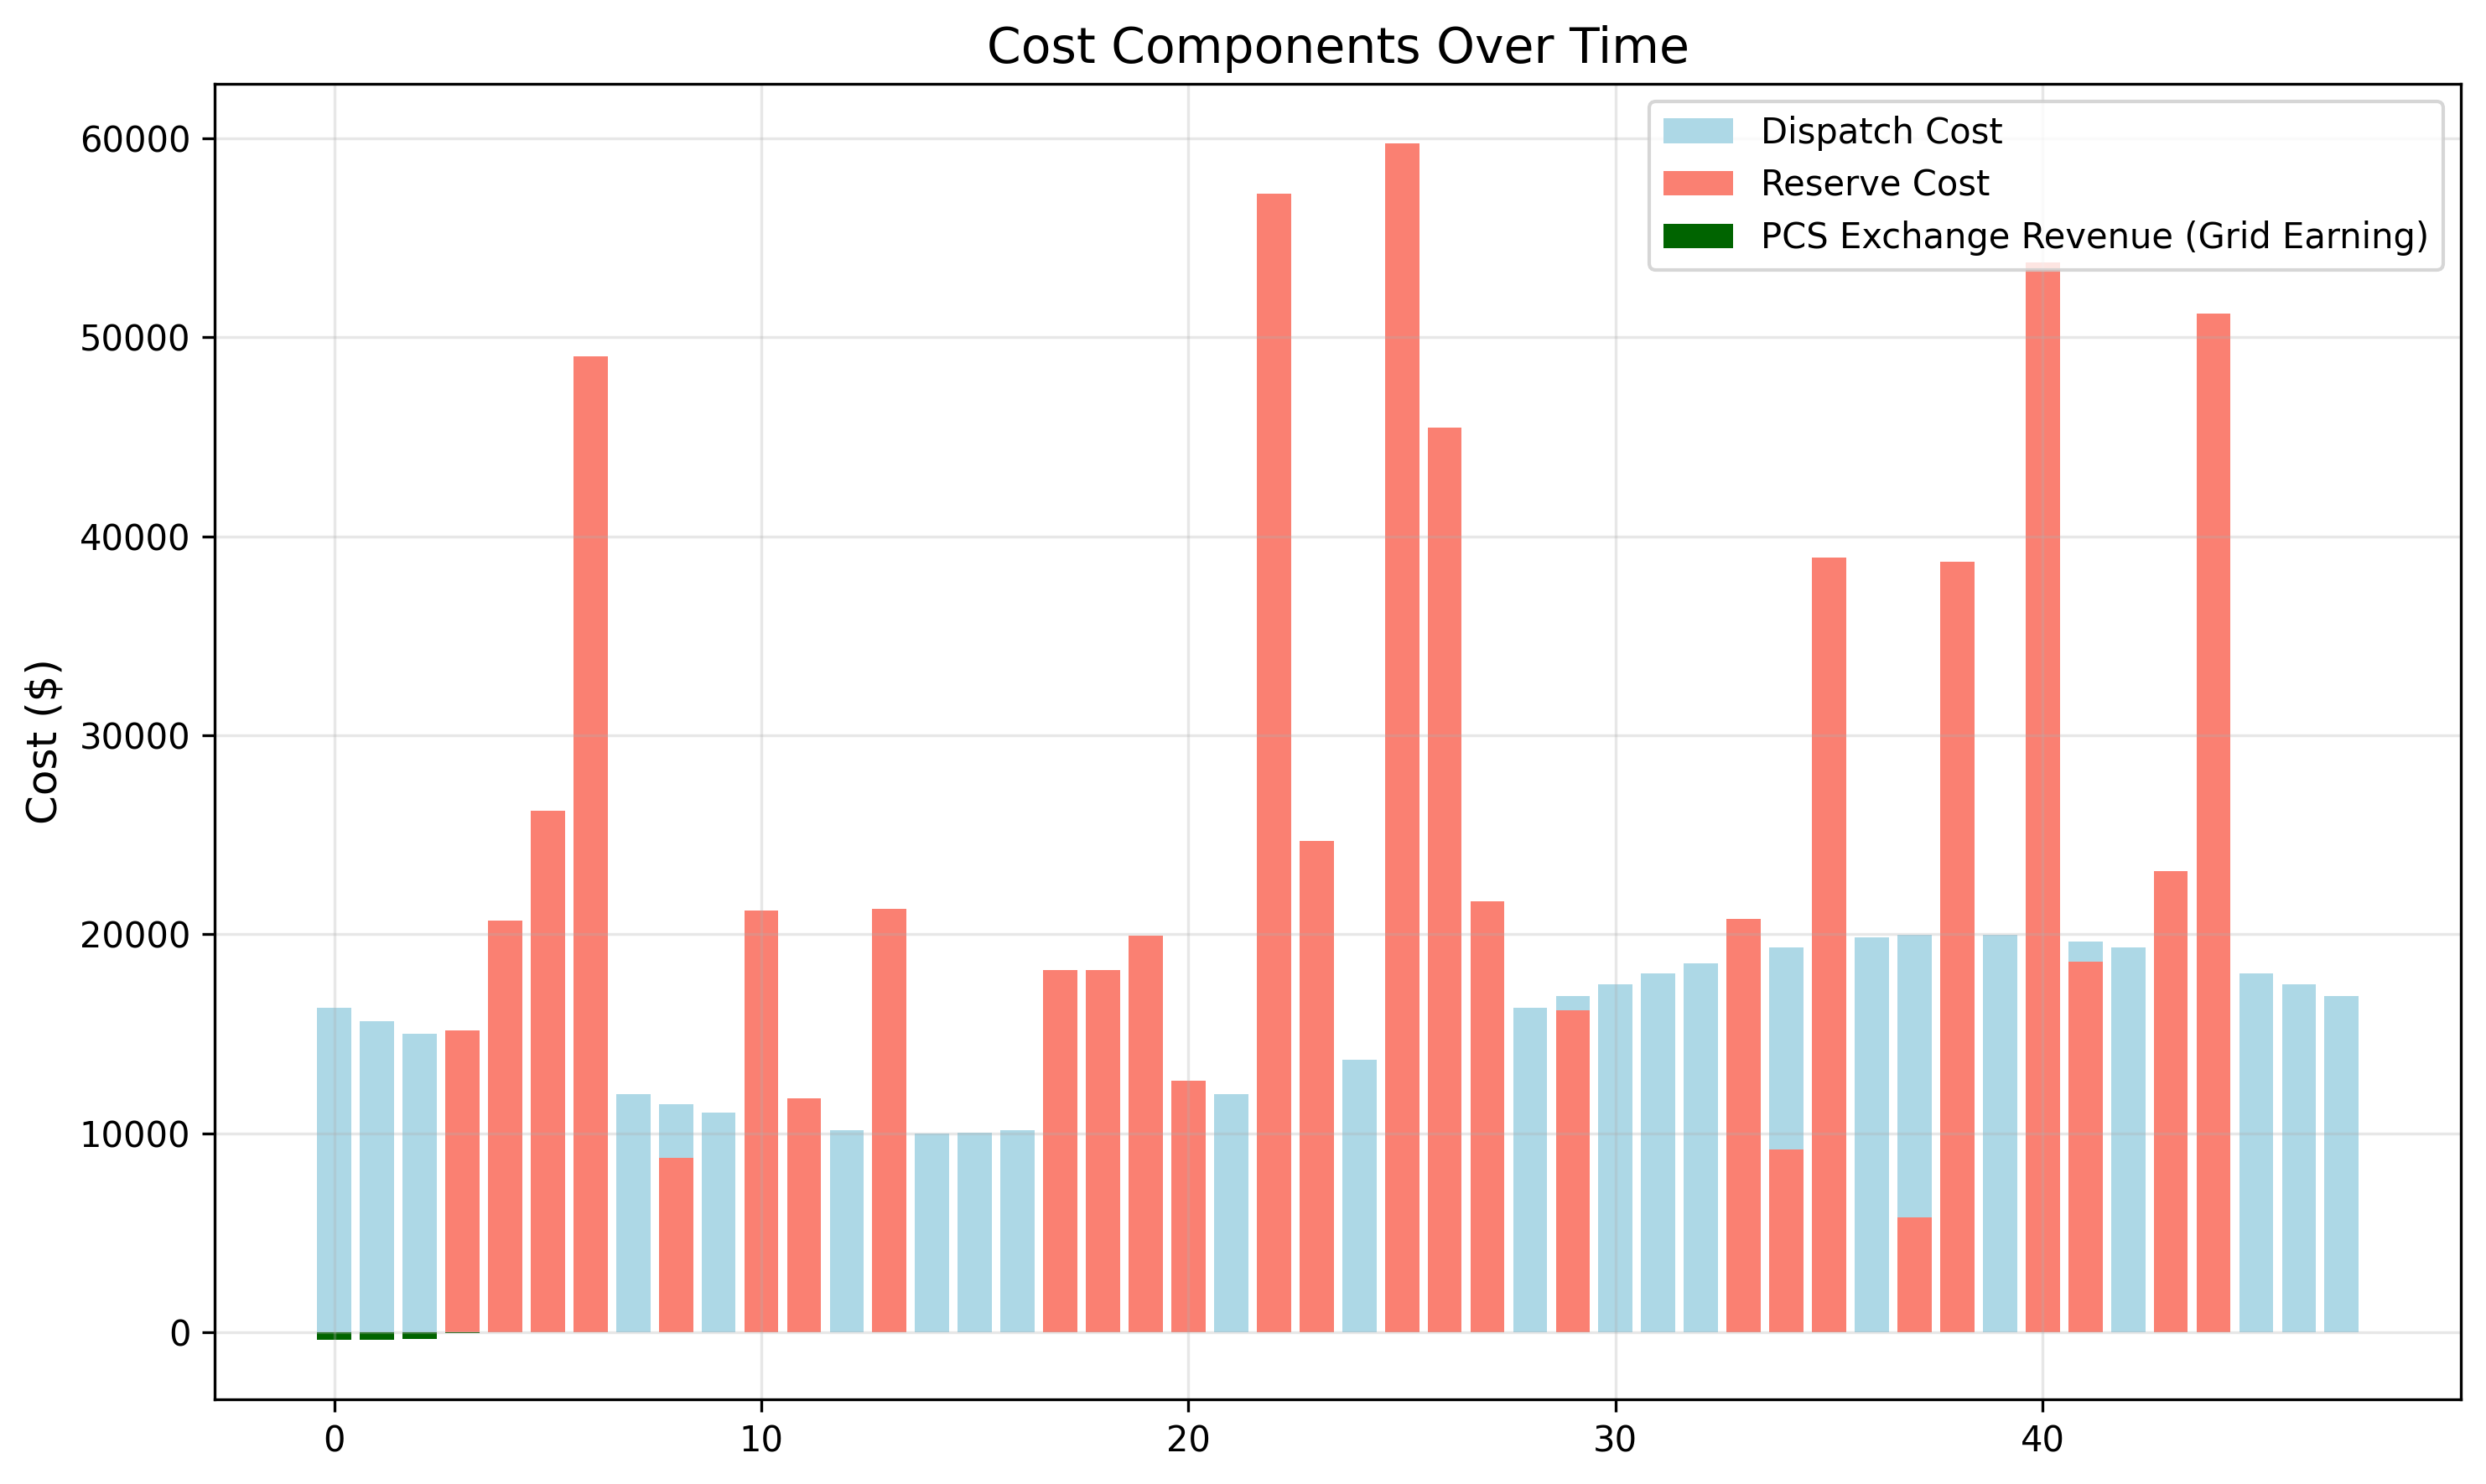 Cost Components Over Time
Dispatch Cost
Reserve Cost
PCS Exchange Revenue (Grid Earning)
Cost ($)
60000
50000
40000
30000
20000
10000
0
0 10 20 30 40